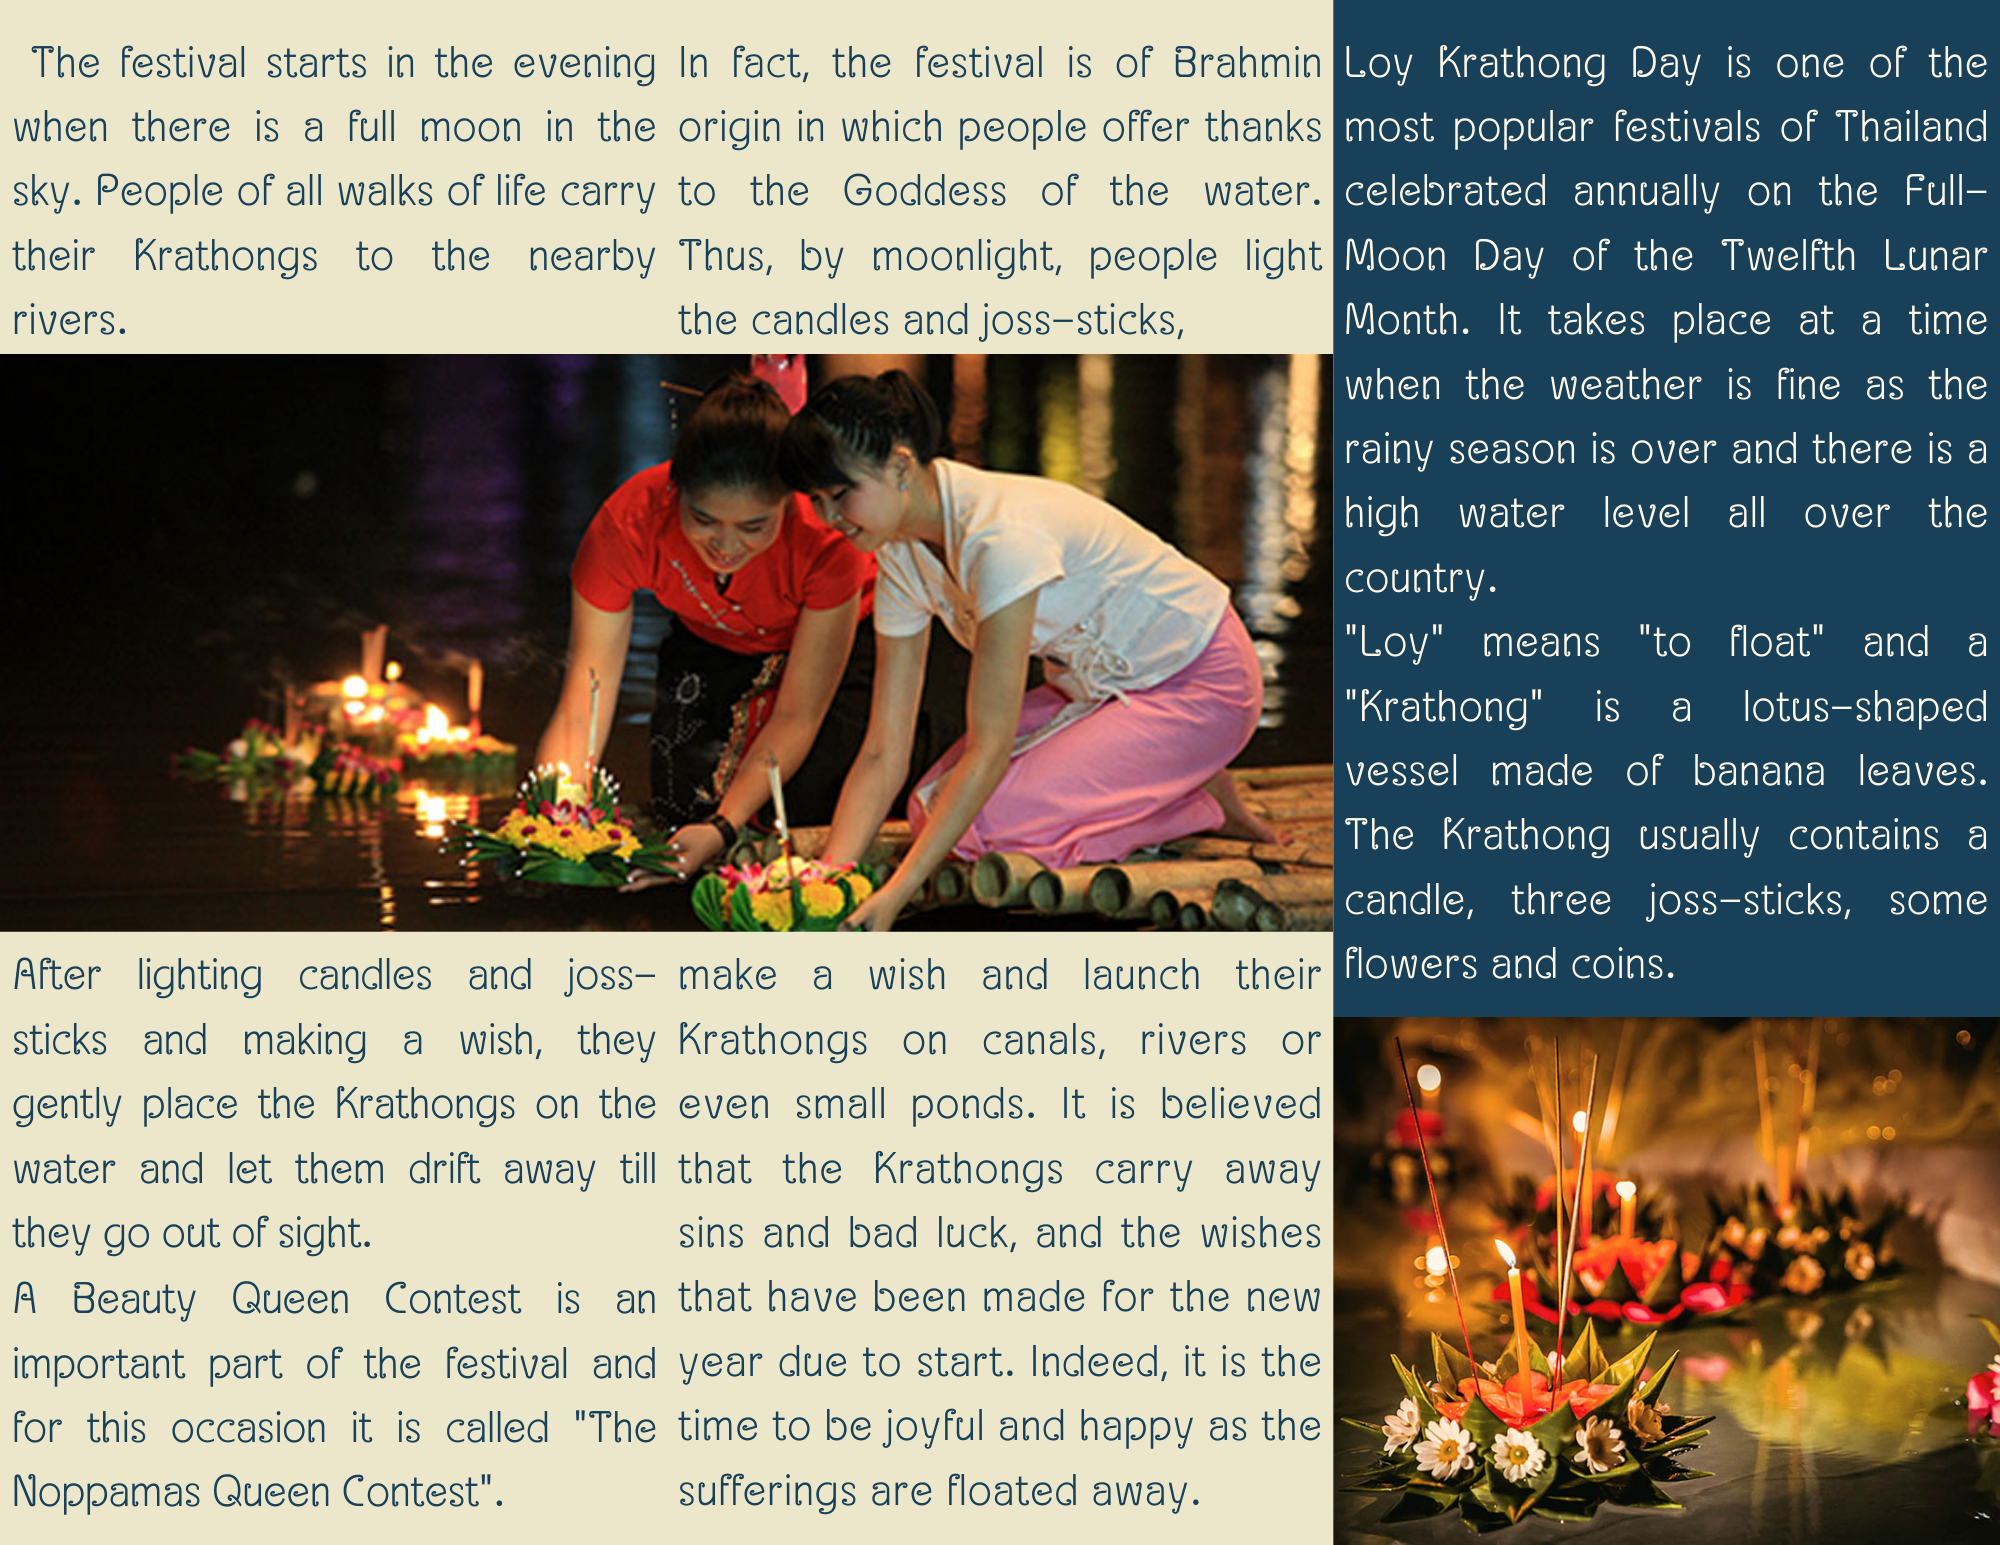 The festival starts in the evening
when there is a full moon in the
sky. People of all walks of life carry
their Krathongs to the nearby
rivers.
After lighting candles and joss-
sticks and making a wish, they
gently place the Krathongs on the
water and let them drift away till
they go out of sight.
A Beauty Queen Contest is an
important part of the festival and
for this occasion it is called "The
Noppamas Queen Contest".
In fact, the festival is of Brahmin
origin in which people offer thanks
to the Goddess of the water.
Thus, by moonlight, people light
the candles and joss-sticks,
make a wish and launch their
Krathongs on canals, rivers or
even small ponds. It is believed
that the Krathongs carry away
sins and bad luck, and the wishes
that have been made for the new
year due to start. Indeed, it is the
time to be joyful and happy as the
sufferings are floated away.
Loy Krathong Day is one of the
most popular festivals of Thailand
celebrated annually on the Full-
Moon Day of the Twelfth Lunar
Month. It takes place at a time
when the weather is fine as the
rainy season is over and there is a
high water level all over the
country.
"Loy" means "to float" and a
"Krathong" is a lotus-shaped
vessel made of banana leaves.
The Krathong usually contains a
candle, three joss-sticks, some
flowers and coins.